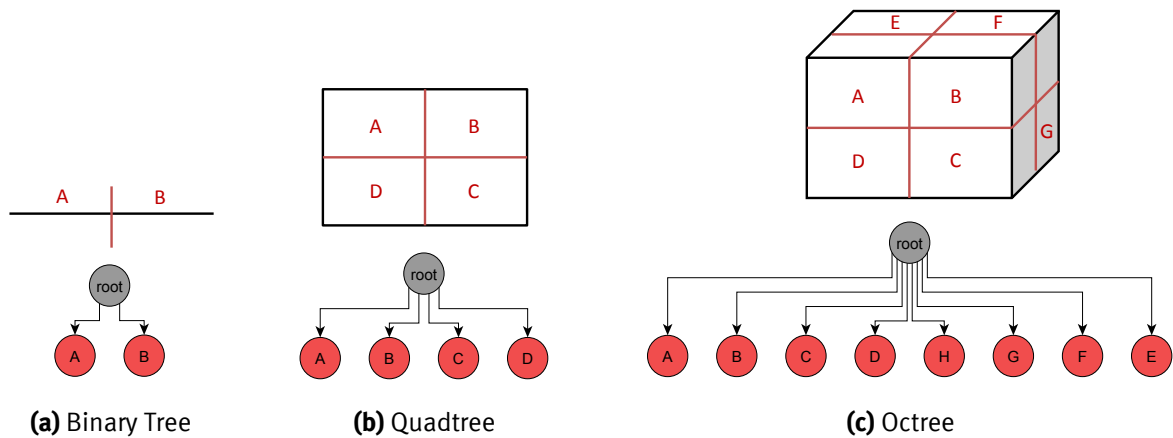 A B
root
A B
(a) Binary Tree
A B
D C
root
A B C D
(b) Quadtree
E F
A B
G
D C
root
A B C D H G F E
(c) Octree